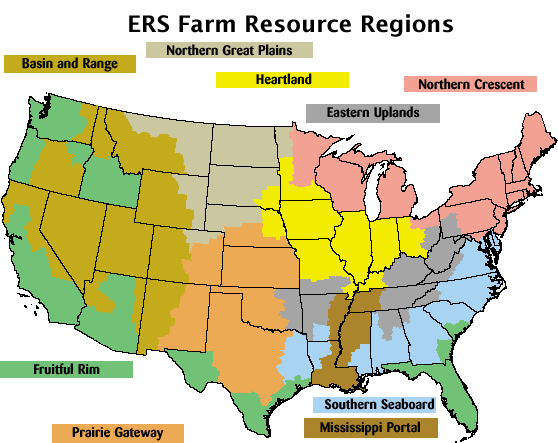 ERS Farm Resource Regions
Northern Great Plains
Basin and Range
Heartland
Northern Crescent
Eastern Uplands
Fruitful Rim
Southern Seaboard
Mississippi Portal
Prairie Gateway